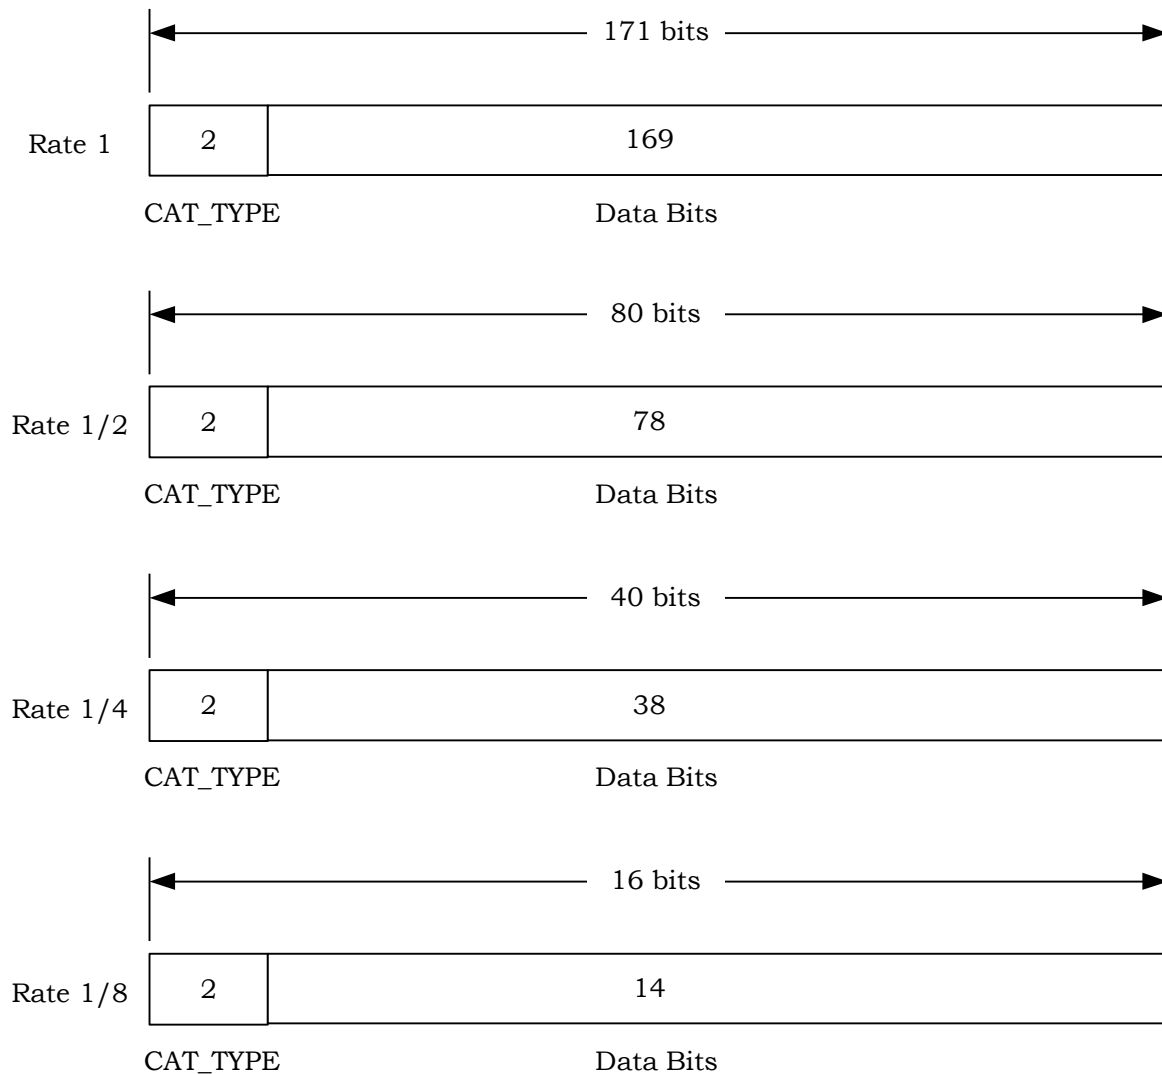 171 bits
Rate 1 2 169
CAT_TYPE Data Bits
80 bits
Rate 1/2 2 78
CAT_TYPE Data Bits
40 bits
Rate 1/4 2 38
CAT_TYPE Data Bits
16 bits
Rate 1/8 2 14
CAT_TYPE Data Bits